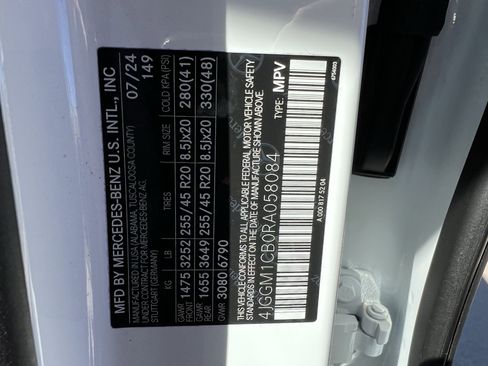 MFD BY MERCEDES-BENZ U.S. INTL., INC
MANUFACTURED IN USA (ALABAMA, TUSCALOOSA COUNTY)
UNDER CONTRACT FOR MERCEDES-BENZ AG,
STUTTGART (GERMANY)
07/24
149
KG LB TIRES RIM SIZE COLD KPA(PSI)
GAWR FRONT 1475 3252 255/45 R20 8.5Jx20 280(41)
GAWR REAR 1655 3649 255/45 R20 8.5Jx20 330(48)
GVWR 3080 6790
THIS VEHICLE CONFORMS TO ALL APPLICABLE FEDERAL MOTOR VEHICLE SAFETY
STANDARDS IN EFFECT ON THE DATE OF MANUFACTURE SHOWN ABOVE.
4JGGM1CB0RA058084 TYPE: MPV
A 000 817 52 04